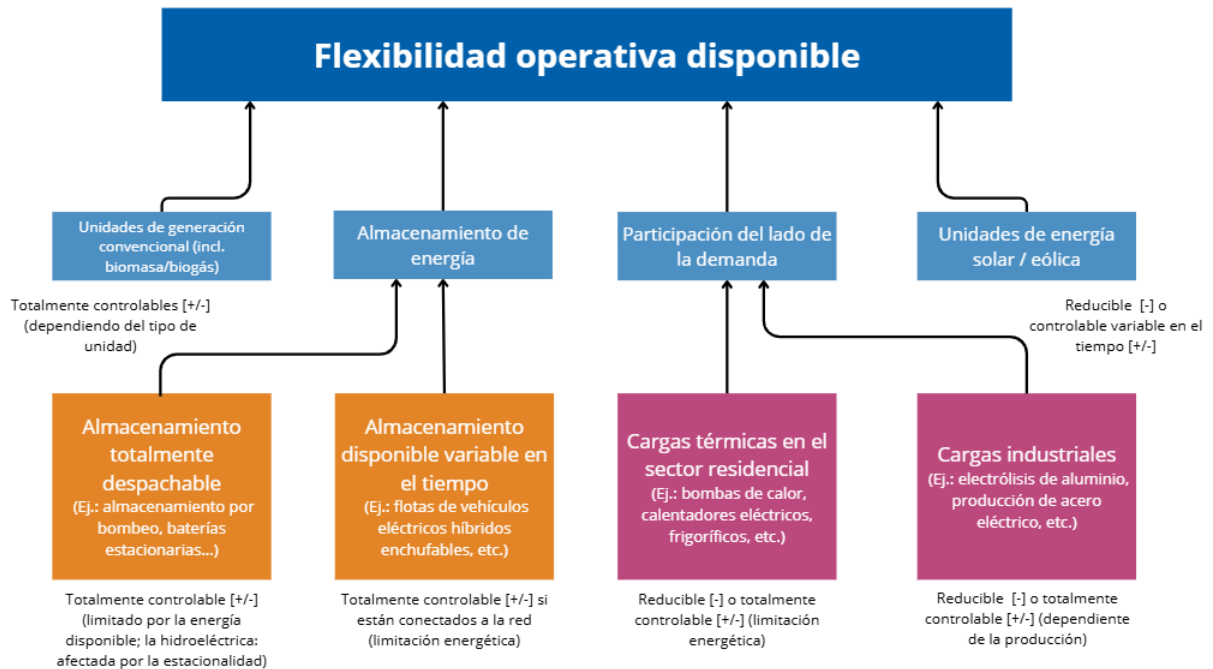 Flexibilidad operativa disponible
Unidades de generación
convencional (incl.
biomasa/biogás)
Almacenamiento de
energía
Participación del lado de
la demanda
Unidades de energía
solar / eólica
Totalmente controlables [+/-]
(dependiendo del tipo de
unidad)
Reducible [-] o
controlable variable en el
tiempo [+/-]
Almacenamiento
totalmente
despachable
(Ej.: almacenamiento por
bombeo, baterías
estacionarias...)
Almacenamiento
disponible variable en
el tiempo
(Ej.: flotas de vehículos
eléctricos híbridos
enchufables, etc.)
Cargas térmicas en el
sector residencial
(Ej.: bombas de calor,
calentadores eléctricos,
frigoríficos, etc.)
Cargas industriales
(Ej.: electrólisis de aluminio,
producción de acero
eléctrico, etc.)
Totalmente controlable [+/-]
(limitado por la energía
disponible; la hidroeléctrica:
afectada por la estacionalidad)
Totalmente controlable [+/-] si
están conectados a la red
(limitación energética)
Reducible [-] o totalmente
controlable [+/-] (limitación
energética)
Reducible [-] o totalmente
controlable [+/-] (dependiente
de la producción)